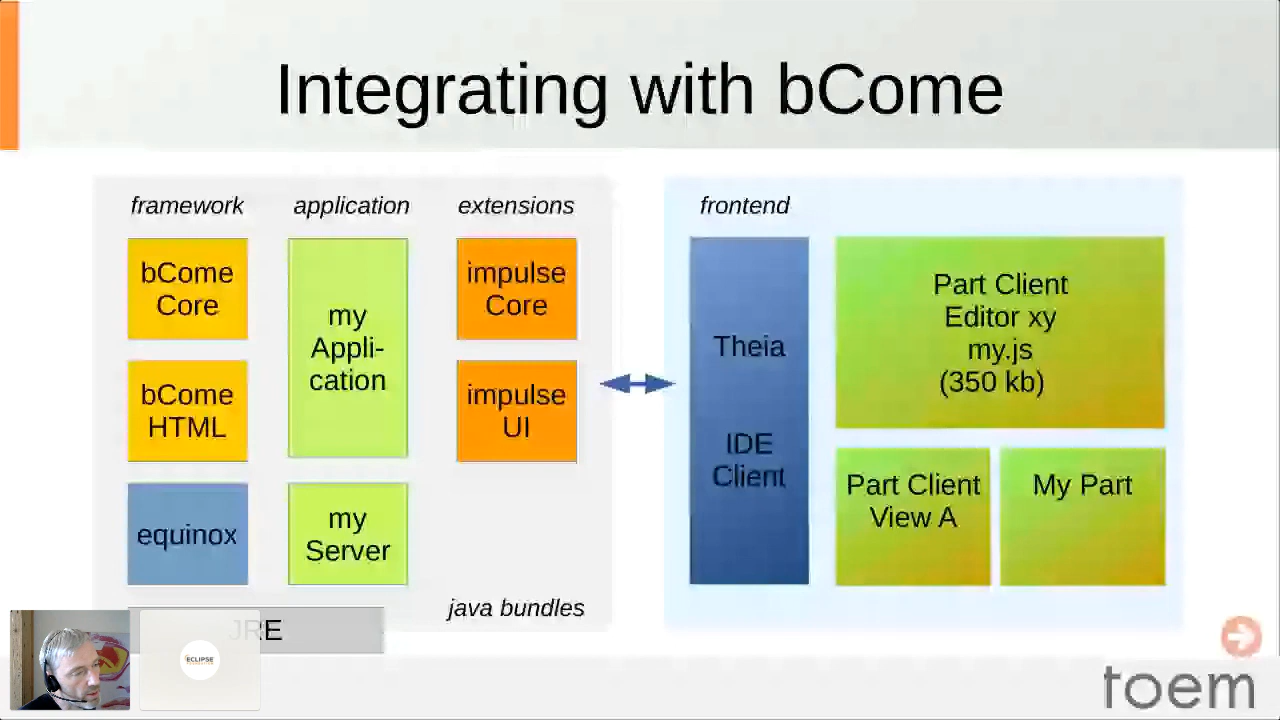 Integrating with bCome
framework
application
extensions
frontend
bCome
Core
my
Appli-
cation
impulse
Core
bCome
HTML
impulse
UI
equinox
my
Server
java bundles
JRE
Theia
IDE
Client
Part Client
Editor xy
my.js
(350 kb)
Part Client
View A
My Part
ECLIPSE
toem